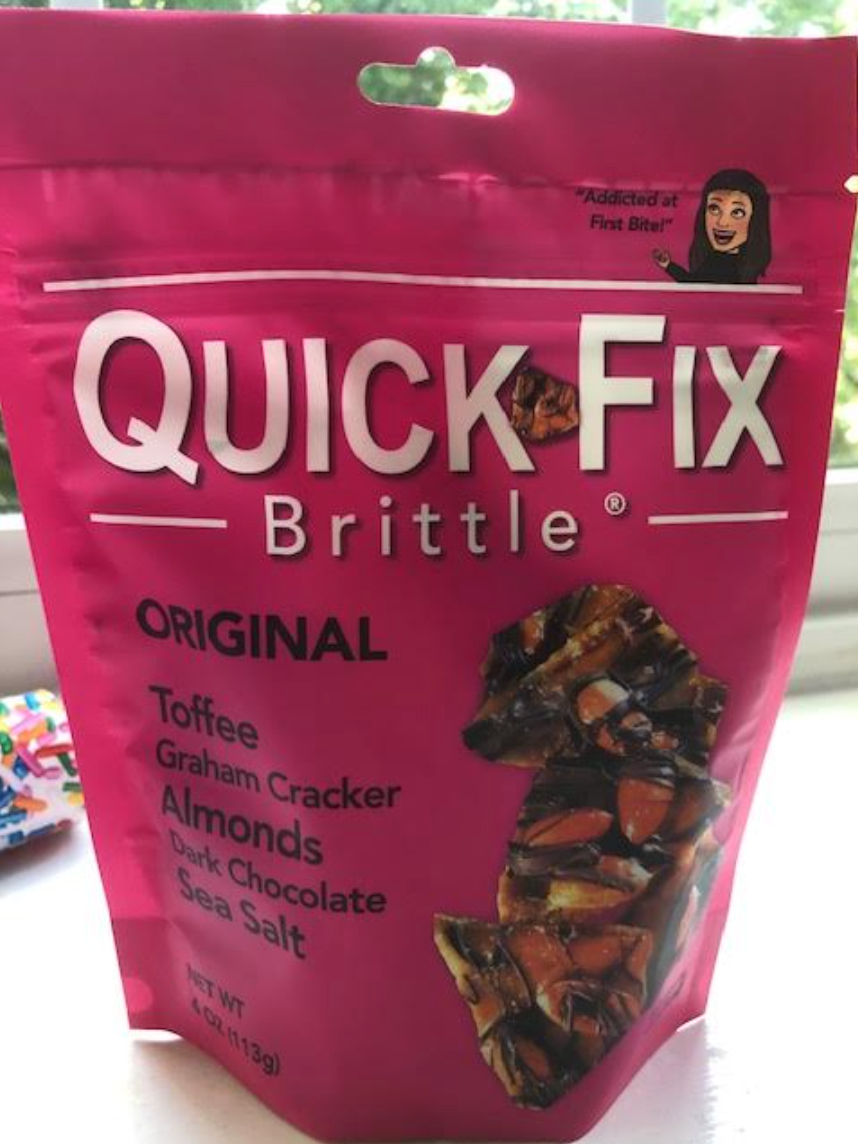 "Addicted at
First Bite!"
QUICK FIX
Brittle®
ORIGINAL
Toffee
Graham Cracker
Almonds
Dark Chocolate
Sea Salt
NET WT
4 OZ (113g)